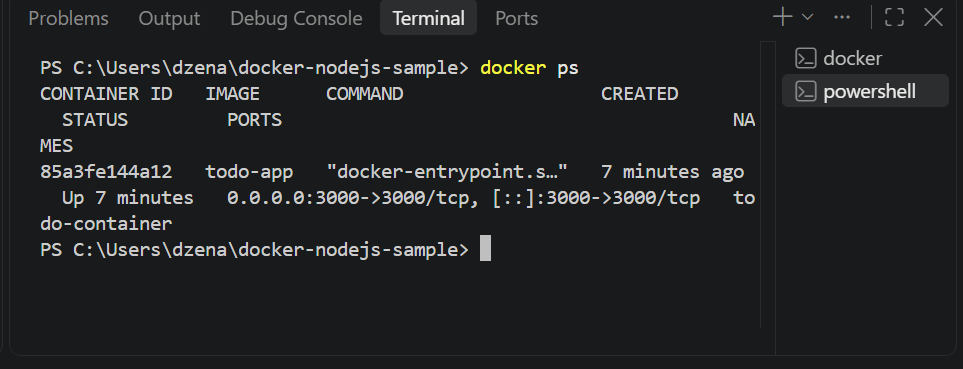 Problems Output Debug Console Terminal Ports
docker
powershell
PS C:\Users\dzena\docker-nodejs-sample> docker ps
CONTAINER ID   IMAGE      COMMAND                  CREATED
  STATUS         PORTS                                         NA
MES
85a3fe144a12   todo-app   "docker-entrypoint.s…"   7 minutes ago
  Up 7 minutes   0.0.0.0:3000->3000/tcp, [::]:3000->3000/tcp   to
do-container
PS C:\Users\dzena\docker-nodejs-sample>